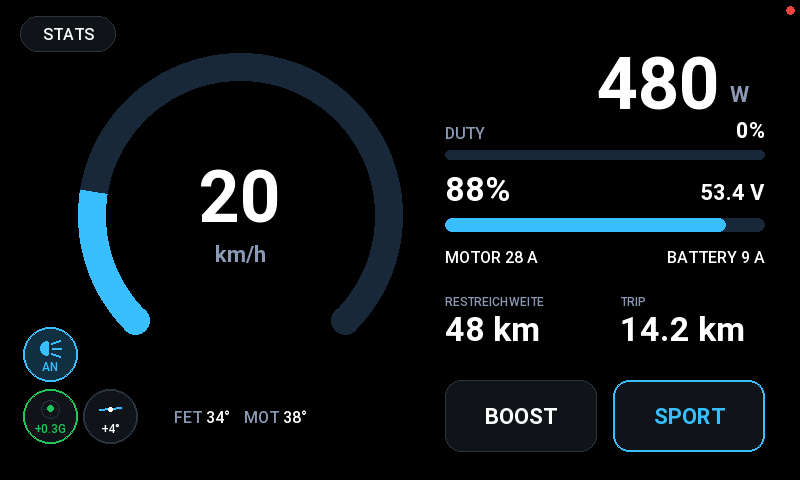 STATS
480 W
DUTY 0%
20
km/h
88% 53.4 V
MOTOR 28 A BATTERY 9 A
RESTREICHWEITE TRIP
48 km 14.2 km
AN
+0.3G +4°
FET 34° MOT 38°
BOOST SPORT